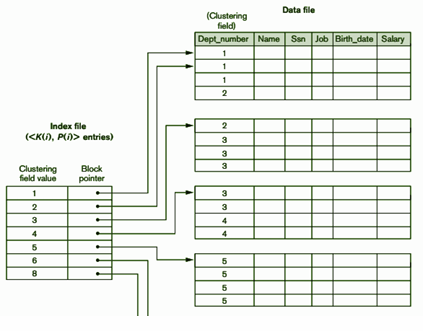 Data file
(Clustering
field)
Dept_number Name Ssn Job Birth_date Salary
1
1
1
2
2
3
3
3
3
3
4
4
5
5
5
5
Index file
(<K(i), P(i)> entries)
Clustering Block
field value pointer
1
2
3
4
5
6
8